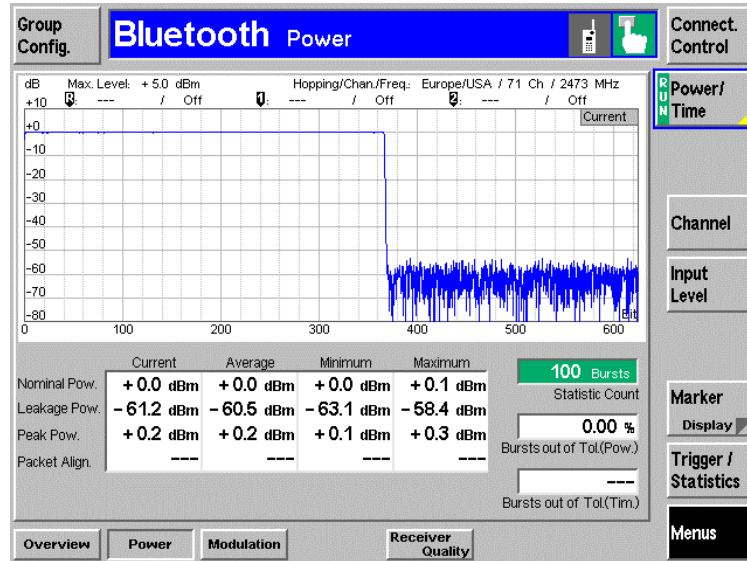 Group Config.
Bluetooth Power
Connect. Control
dB Max. Level: + 5.0 dBm Hopping/Chan./Freq.: Europe/USA / 71 Ch / 2473 MHz
+10 R: --- / Off 1: --- / Off 2: --- / Off
RUN Power/ Time
Current
+0
-10
-20
-30
-40
-50
-60
-70
-80
Bit
0 100 200 300 400 500 600
Channel
Input Level
Current Average Minimum Maximum
Nominal Pow. +0.0 dBm +0.0 dBm +0.0 dBm +0.1 dBm
Leakage Pow. -61.2 dBm -60.5 dBm -63.1 dBm -58.4 dBm
Peak Pow. +0.2 dBm +0.2 dBm +0.1 dBm +0.3 dBm
Packet Align. --- --- --- ---
100 Bursts
Statistic Count
0.00 %
Bursts out of Tol.(Pow.)
---
Bursts out of Tol.(Tim.)
Marker
Display
Trigger / Statistics
Menus
Overview Power Modulation Receiver Quality